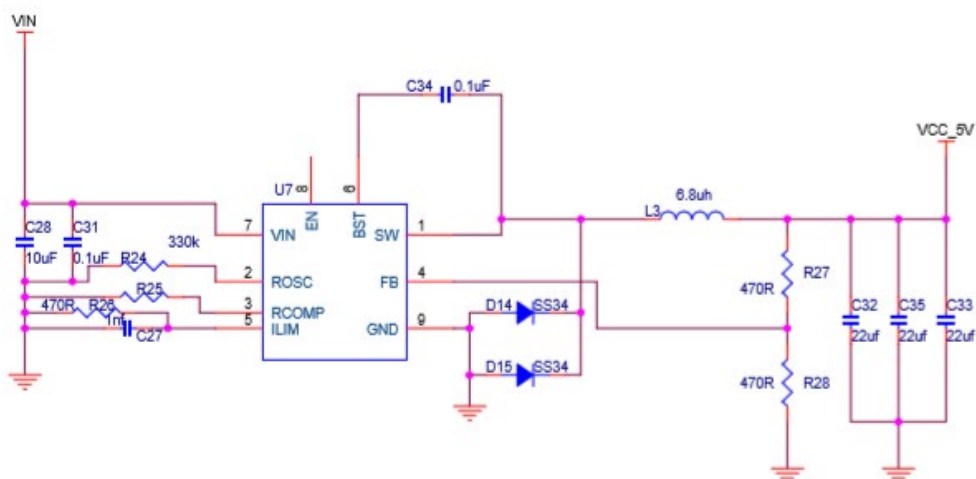 VIN
C34
0.1uF
VCC_5V
U7
8
6
EN
BST
6.8uh
L3
C28
10uF
C31
0.1uF
R24
330k
7
VIN
SW
1
2
ROSC
FB
4
R25
3
RCOMP
470R
R26
5
ILIM
GND
9
1nf
C27
D14
SS34
D15
SS34
R27
470R
470R
R28
C32
22uf
C35
22uf
C33
22uf